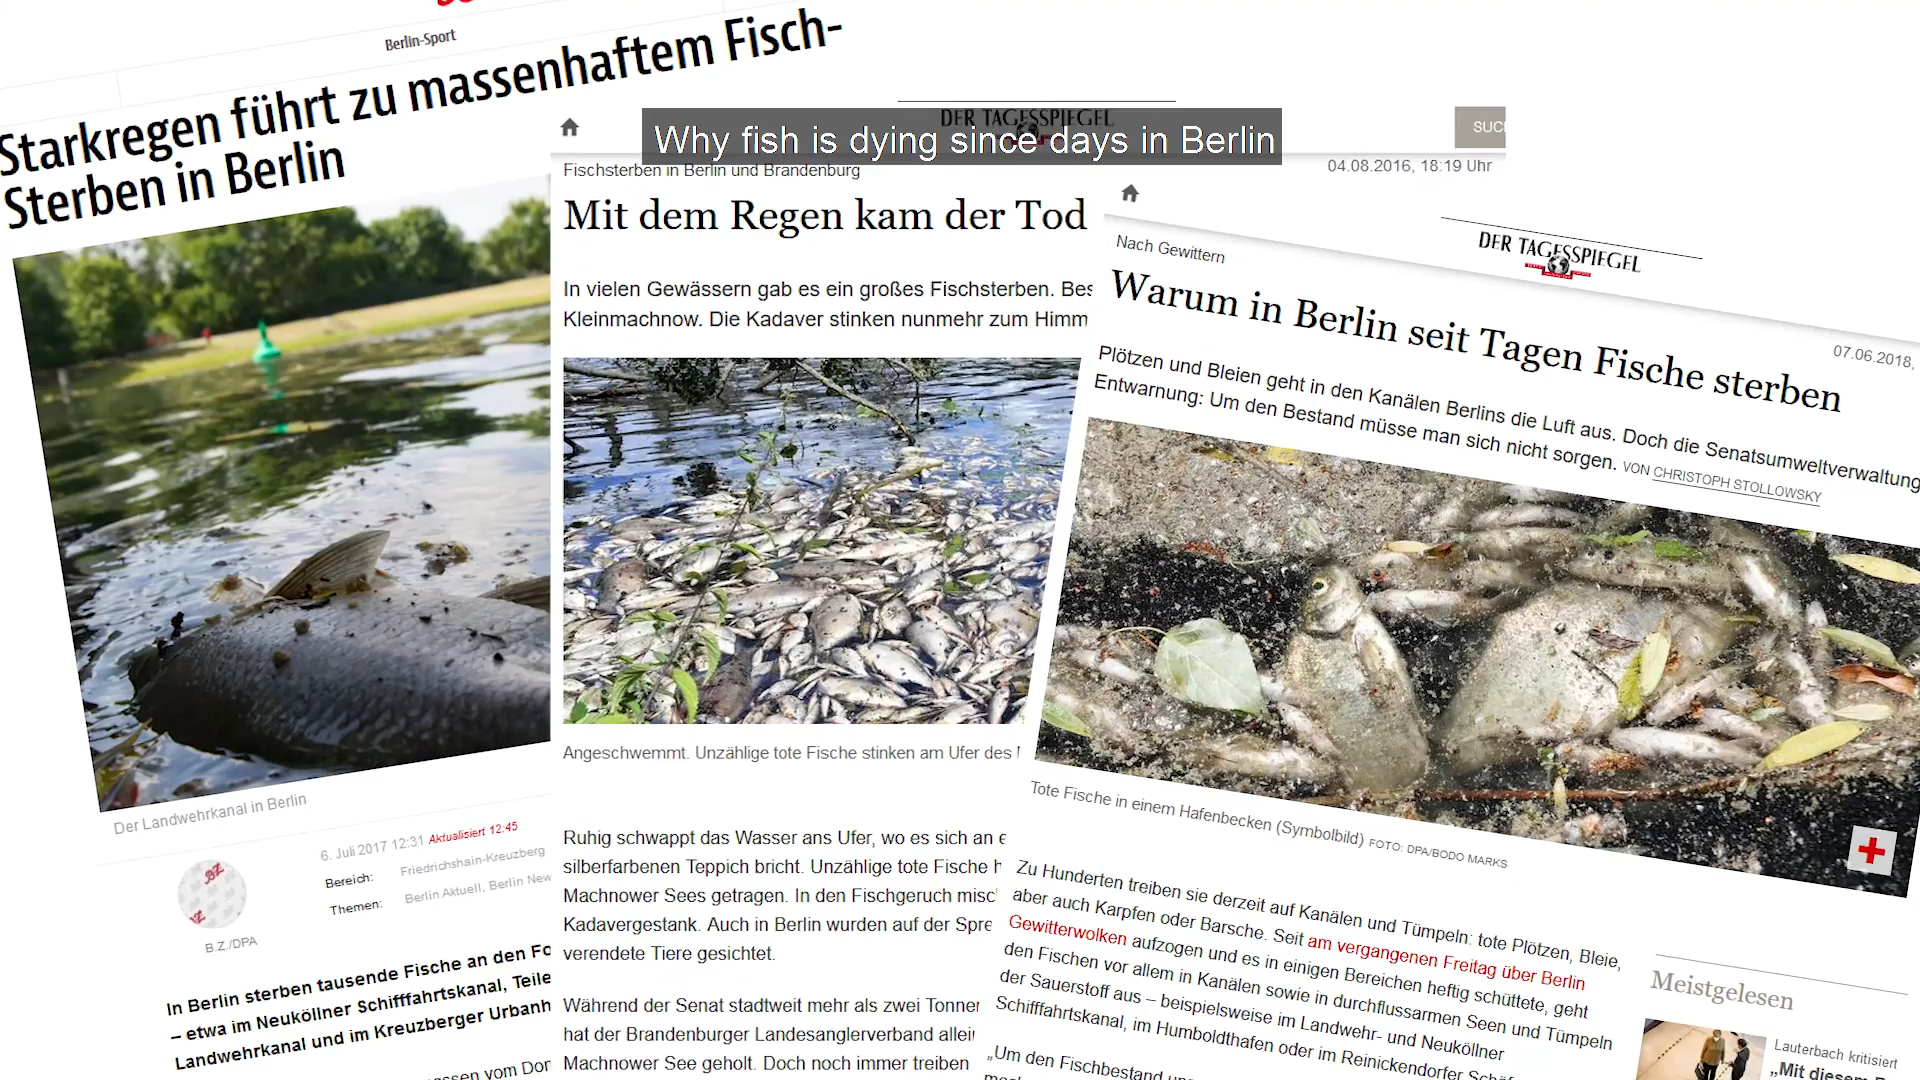 Berlin-Sport
Starkregen führt zu massenhaftem Fisch-
Sterben in Berlin
Der Landwehrkanal in Berlin
6. Juli 2017 12:31 Aktualisiert 12:45
Bereich: Friedrichshain-Kreuzberg
Themen: Berlin Aktuell, Berlin New
B.Z./DPA
In Berlin sterben tausende Fische an den Fo
– etwa im Neuköllner Schifffahrtskanal, Teile
Landwehrkanal und im Kreuzberger Urbanh
ssen vom Don
DER TAGESSPIEGEL
Why fish is dying since days in Berlin
SUCH
Fischsterben in Berlin und Brandenburg
04.08.2016, 18:19 Uhr
Mit dem Regen kam der Tod
In vielen Gewässern gab es ein großes Fischsterben. Bes
Kleinmachnow. Die Kadaver stinken nunmehr zum Himm
Angeschwemmt. Unzählige tote Fische stinken am Ufer des
Ruhig schwappt das Wasser ans Ufer, wo es sich an e
silberfarbenen Teppich bricht. Unzählige tote Fische h
Machnower Sees getragen. In den Fischgeruch misc
Kadavergestank. Auch in Berlin wurden auf der Spre
verendete Tiere gesichtet.
Während der Senat stadtweit mehr als zwei Tonnen
hat der Brandenburger Landesanglerverband allein
Machnower See geholt. Doch noch immer treiben
DER TAGESSPIEGEL
Nach Gewittern
07.06.2018,
Warum in Berlin seit Tagen Fische sterben
Plötzen und Bleien geht in den Kanälen Berlins die Luft aus. Doch die Senatsumweltverwaltung
Entwarnung: Um den Bestand müsse man sich nicht sorgen. VON CHRISTOPH STOLLOWSKY
Tote Fische in einem Hafenbecken (Symbolbild) FOTO: DPA/BODO MARKS
Zu Hunderten treiben sie derzeit auf Kanälen und Tümpeln: tote Plötzen, Bleie,
aber auch Karpfen oder Barsche. Seit am vergangenen Freitag über Berlin
Gewitterwolken aufzogen und es in einigen Bereichen heftig schüttete, geht
den Fischen vor allem in Kanälen sowie in durchflussarmen Seen und Tümpeln
der Sauerstoff aus – beispielsweise im Landwehr- und Neuköllner
Schifffahrtskanal, im Humboldthafen oder im Reinickendorfer Schäf
„Um den Fischbestand
Meistgelesen
Lauterbach kritisiert
„Mit diesem